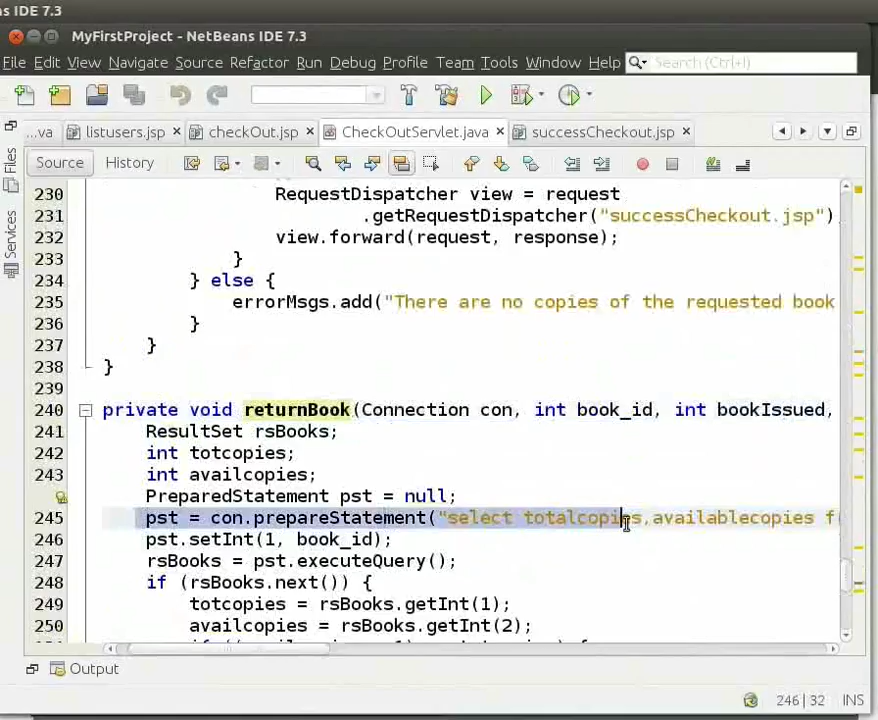 s IDE 7.3
MyFirstProject - NetBeans IDE 7.3
File Edit View Navigate Source Refactor Run Debug Profile Team Tools Window Help Search (Ctrl+I)
...va listusers.jsp checkOut.jsp CheckOutServlet.java successCheckout.jsp
Source History
Files
Services
230 RequestDispatcher view = request
231 .getRequestDispatcher("successCheckout.jsp")
232 view.forward(request, response);
233 }
234 } else {
235 errorMsgs.add("There are no copies of the requested book
236 }
237 }
238 }
239
240 private void returnBook(Connection con, int book_id, int bookIssued,
241 ResultSet rsBooks;
242 int totcopies;
243 int availcopies;
PreparedStatement pst = null;
245 pst = con.prepareStatement("select totalcopies,availablecopies f
246 pst.setInt(1, book_id);
247 rsBooks = pst.executeQuery();
248 if (rsBooks.next()) {
249 totcopies = rsBooks.getInt(1);
250 availcopies = rsBooks.getInt(2);
Output
246|32 INS